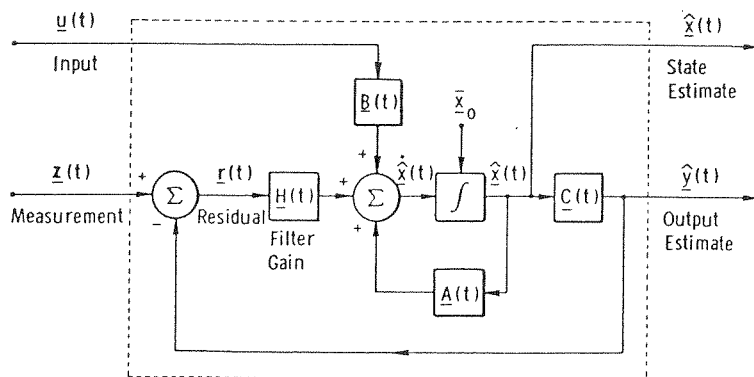 u(t)
Input
x̂(t)
State
Estimate
B(t)
x̄₀
z(t)
Measurement
+
−
Σ
r(t)
Residual
H(t)
Filter
Gain
+
+
+
Σ
x̂̇(t)
∫
x̂(t)
C(t)
ŷ(t)
Output
Estimate
A(t)